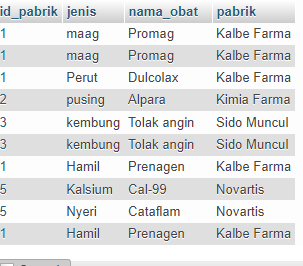 id_pabrik jenis nama_obat pabrik
1 maag Promag Kalbe Farma
1 maag Promag Kalbe Farma
1 Perut Dulcolax Kalbe Farma
2 pusing Alpara Kimia Farma
3 kembung Tolak angin Sido Muncul
3 kembung Tolak angin Sido Muncul
1 Hamil Prenagen Kalbe Farma
5 Kalsium Cal-99 Novartis
5 Nyeri Cataflam Novartis
1 Hamil Prenagen Kalbe Farma